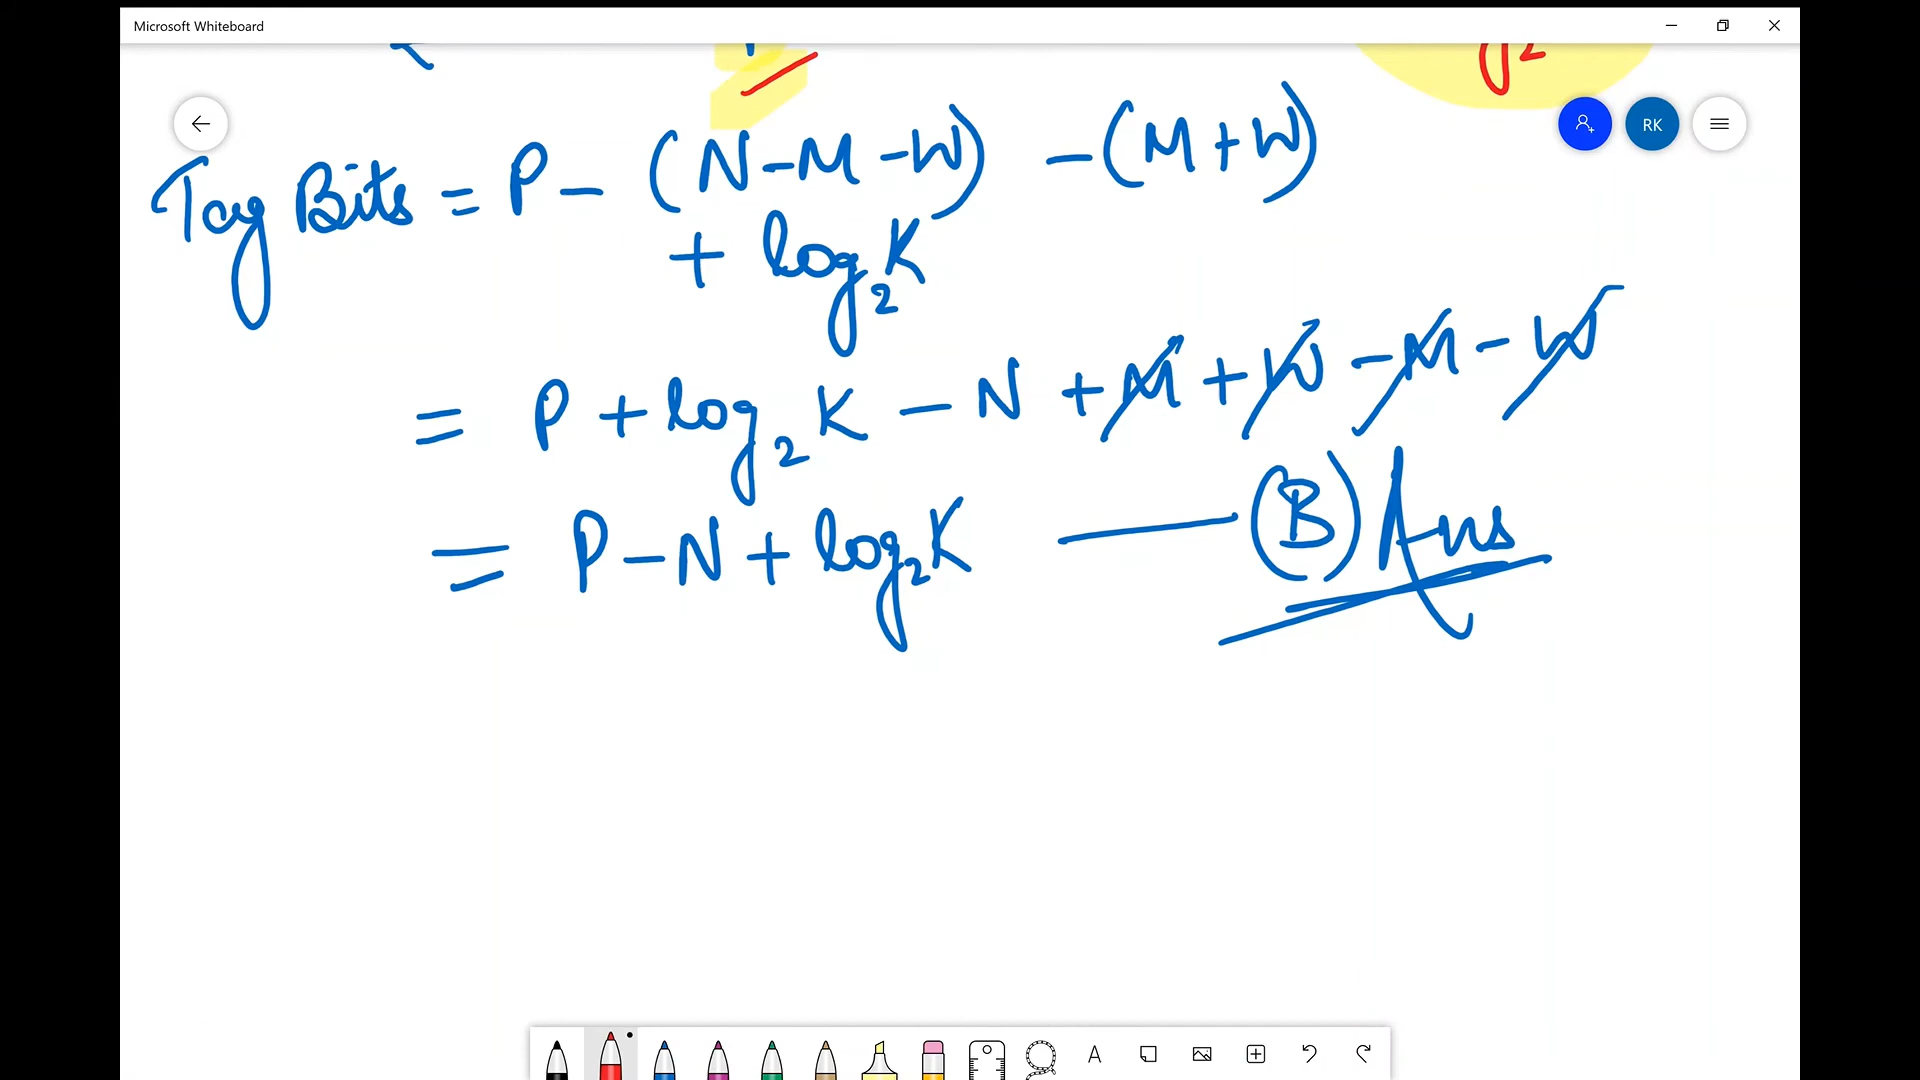 Microsoft Whiteboard
RK
Tag Bits = P - (N-M-W) - (M+W)
+ log₂K
= P + log₂K - N + M + W - M - W
= P - N + log₂K — (B) Ans
A